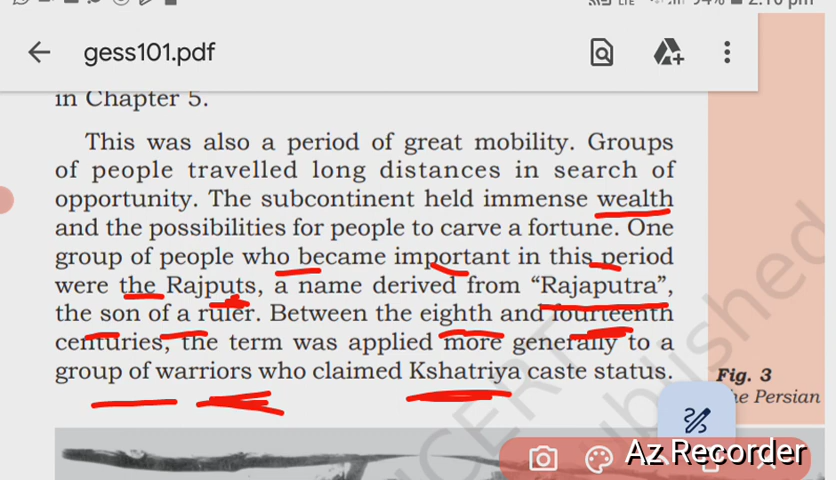 gess101.pdf
in Chapter 5.
This was also a period of great mobility. Groups
of people travelled long distances in search of
opportunity. The subcontinent held immense wealth
and the possibilities for people to carve a fortune. One
group of people who became important in this period
were the Rajputs, a name derived from “Rajaputra”,
the son of a ruler. Between the eighth and fourteenth
centuries, the term was applied more generally to a
group of warriors who claimed Kshatriya caste status.
Fig. 3
Persian
Az Recorder